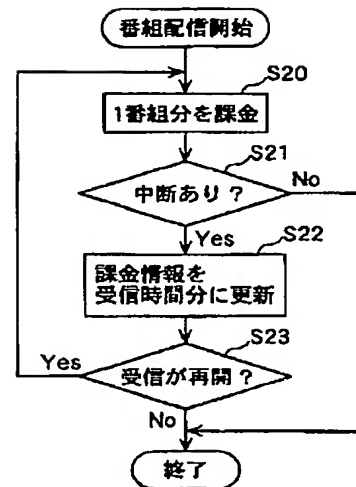 番組配信開始
S20
1番組分を課金
S21
中断あり？
No
Yes
S22
課金情報を
受信時間分に更新
S23
Yes
受信が再開？
No
終了